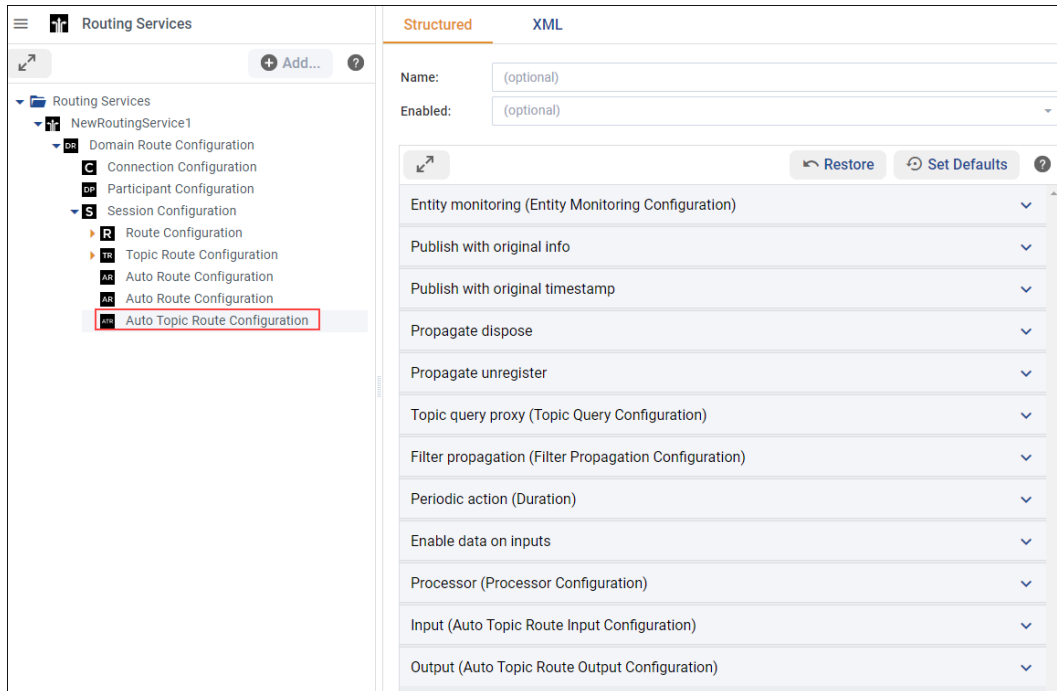 Routing Services
Add...
?
Routing Services
NewRoutingService1
DR Domain Route Configuration
C Connection Configuration
DP Participant Configuration
S Session Configuration
R Route Configuration
TR Topic Route Configuration
AR Auto Route Configuration
AR Auto Route Configuration
ATR Auto Topic Route Configuration
Structured XML
Name: (optional)
Enabled: (optional)
Restore Set Defaults ?
Entity monitoring (Entity Monitoring Configuration)
Publish with original info
Publish with original timestamp
Propagate dispose
Propagate unregister
Topic query proxy (Topic Query Configuration)
Filter propagation (Filter Propagation Configuration)
Periodic action (Duration)
Enable data on inputs
Processor (Processor Configuration)
Input (Auto Topic Route Input Configuration)
Output (Auto Topic Route Output Configuration)